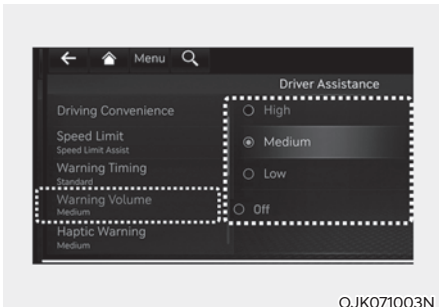 Menu
Driver Assistance
Driving Convenience
Speed Limit
Speed Limit Assist
Warning Timing
Standard
Warning Volume
Medium
Haptic Warning
Medium
High
Medium
Low
Off
OJK071003N